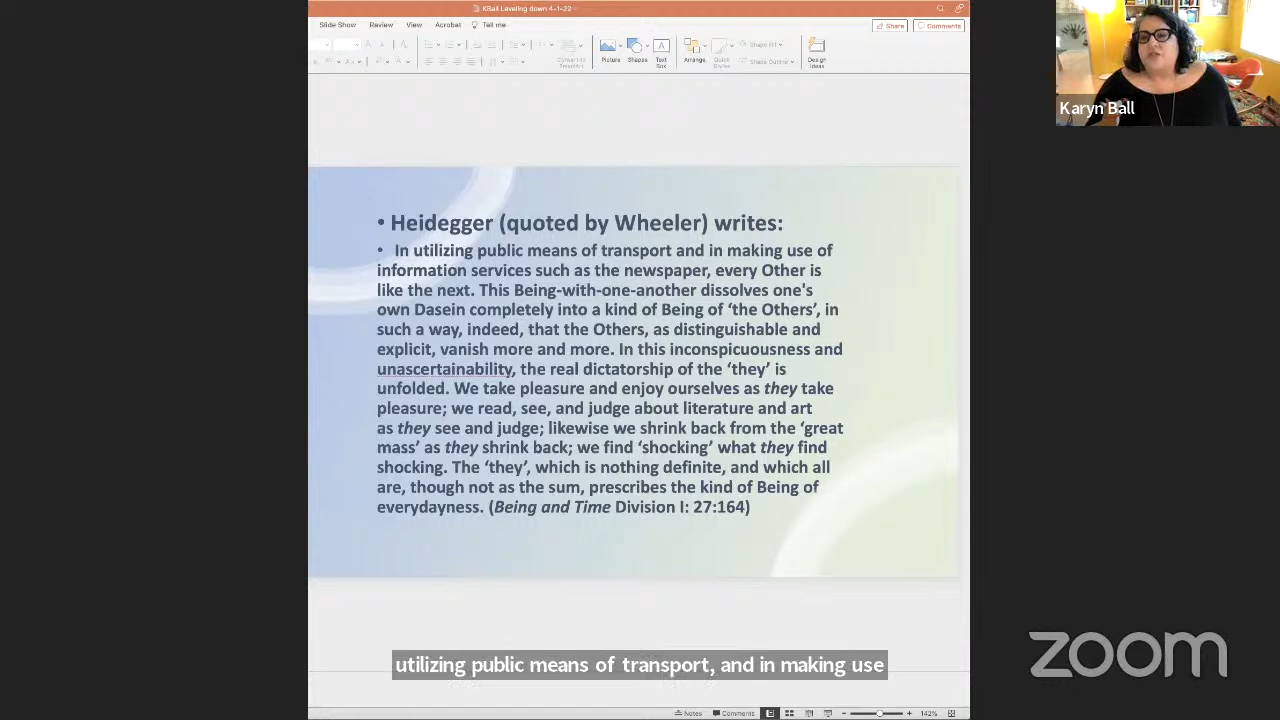 KBall Leveling down 4-1-22
Slide Show Review View Acrobat Tell me
Share Comments
Convert to SmartArt
Picture Shapes Text Box Arrange Quick Styles Shape Fill Shape Outline Design Ideas
Karyn Ball
• Heidegger (quoted by Wheeler) writes:
• In utilizing public means of transport and in making use of
information services such as the newspaper, every Other is
like the next. This Being-with-one-another dissolves one's
own Dasein completely into a kind of Being of ‘the Others’, in
such a way, indeed, that the Others, as distinguishable and
explicit, vanish more and more. In this inconspicuousness and
unascertainability, the real dictatorship of the ‘they’ is
unfolded. We take pleasure and enjoy ourselves as they take
pleasure; we read, see, and judge about literature and art
as they see and judge; likewise we shrink back from the ‘great
mass’ as they shrink back; we find ‘shocking’ what they find
shocking. The ‘they’, which is nothing definite, and which all
are, though not as the sum, prescribes the kind of Being of
everydayness. (Being and Time Division I: 27:164)
utilizing public means of transport, and in making use
zoom
Notes Comments 142%